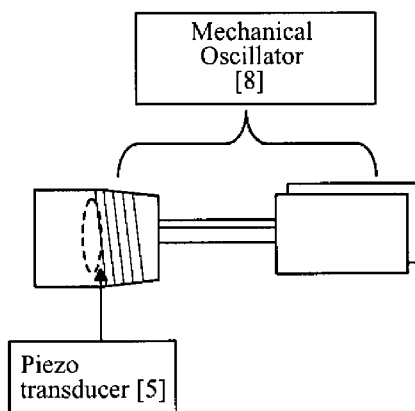 Mechanical
Oscillator
[8]
Piezo
transducer [5]